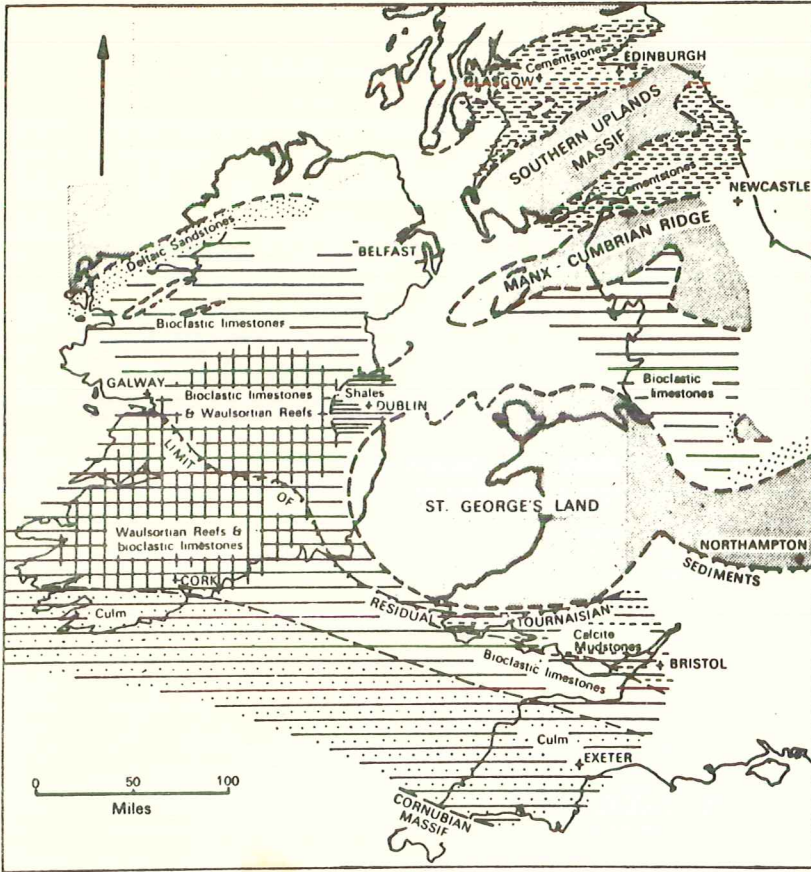 Cementstones
EDINBURGH
GLASGOW
SOUTHERN UPLANDS
MASSIF
Cementstones
NEWCASTLE
Deltaic Sandstones
BELFAST
MANX - CUMBRIAN RIDGE
Bioclastic limestones
GALWAY
Bioclastic limestones
& Waulsortian Reefs
Shales
DUBLIN
Bioclastic
limestones
LIMIT
OF
ST. GEORGE'S LAND
Waulsortian Reefs &
bioclastic limestones
NORTHAMPTON
SEDIMENTS
CORK
Culm
RESIDUAL
TOURNAISIAN
Calcite
Mudstones
Bioclastic limestones
BRISTOL
Culm
EXETER
0 50 100
Miles
CORNUBIAN
MASSIF